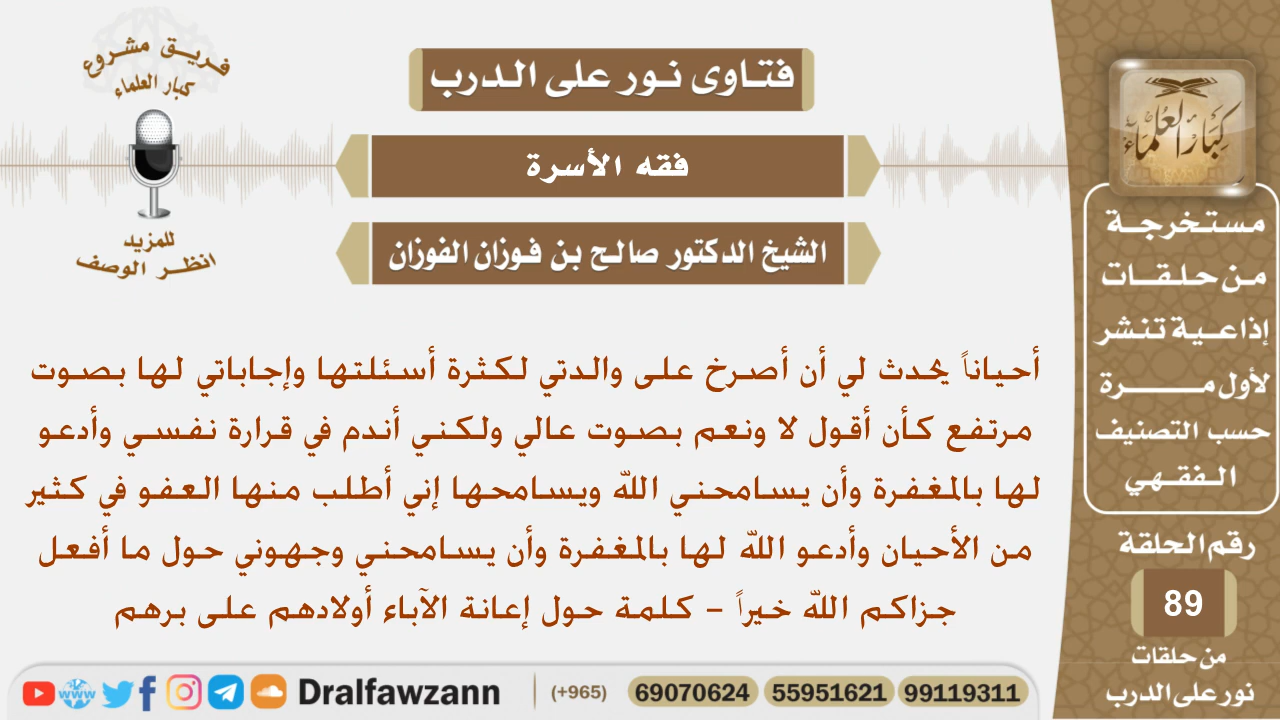 فريق مشروع
كبار العلماء
للمزيد
انظر الوصف
فتاوى نور على الدرب
فقه الأسرة
الشيخ الدكتور صالح بن فوزان الفوزان
أحياناً يحدث لي أن أصرخ على والدتي لكثرة أسئلتها وإجاباتي لها بصوت
مرتفع كأن أقول لا ونعم بصوت عالي ولكني أندم في قرارة نفسي وأدعو
لها بالمغفرة وأن يسامحني الله ويسامحها إني أطلب منها العفو في كثير
من الأحيان وأدعو الله لها بالمغفرة وأن يسامحني وجهوني حول ما أفعل
جزاكم الله خيراً – كلمة حول إعانة الآباء أولادهم على برهم
كبار العلماء
مستخرجة
من حلقات
إذاعية تنشر
لأول مرة
حسب التصنيف
الفقهي
رقم الحلقة
89
من حلقات
نور على الدرب
www
Dralfawzann
(+965)
69070624
55951621
99119311